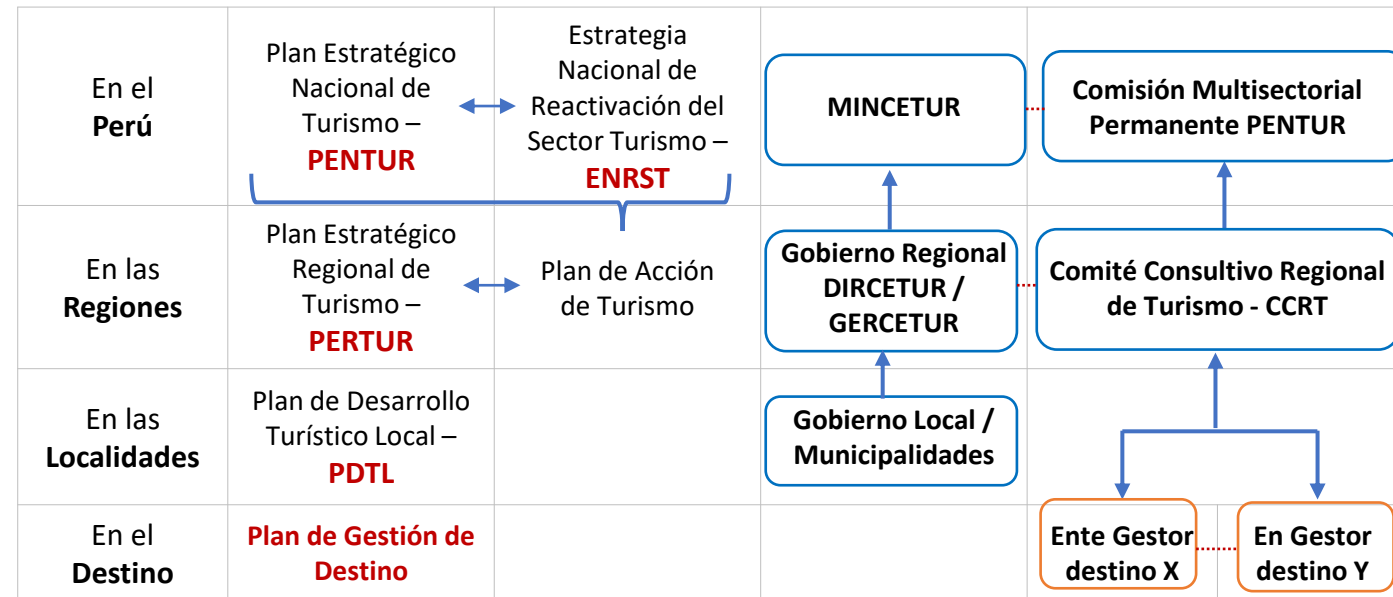 En el
Perú
Plan Estratégico
Nacional de
Turismo –
PENTUR
Estrategia
Nacional de
Reactivación del
Sector Turismo –
ENRST
MINCETUR
Comisión Multisectorial
Permanente PENTUR
En las
Regiones
Plan Estratégico
Regional de
Turismo –
PERTUR
Plan de Acción
de Turismo
Gobierno Regional
DIRCETUR /
GERCETUR
Comité Consultivo Regional
de Turismo - CCRT
En las
Localidades
Plan de Desarrollo
Turístico Local –
PDTL
Gobierno Local /
Municipalidades
En el
Destino
Plan de Gestión de
Destino
Ente Gestor
destino X
En Gestor
destino Y